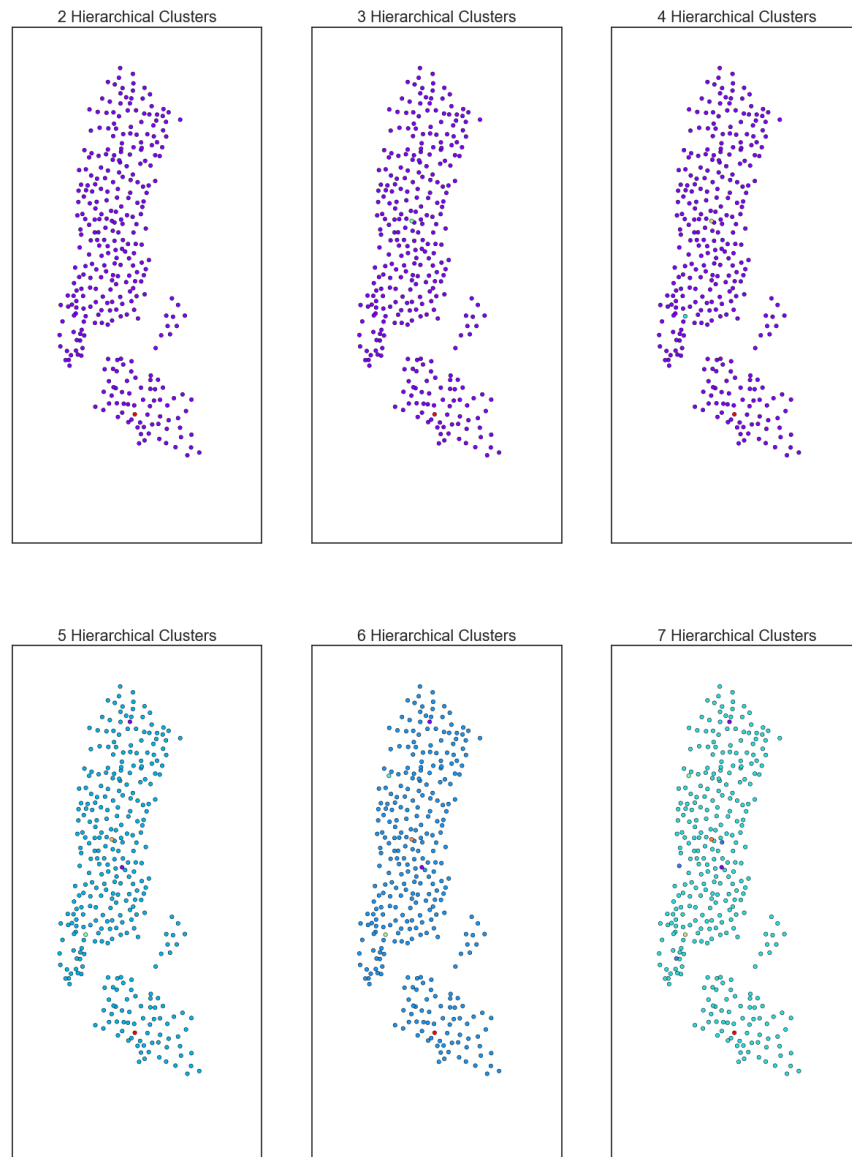 2 Hierarchical Clusters
3 Hierarchical Clusters
4 Hierarchical Clusters
5 Hierarchical Clusters
6 Hierarchical Clusters
7 Hierarchical Clusters